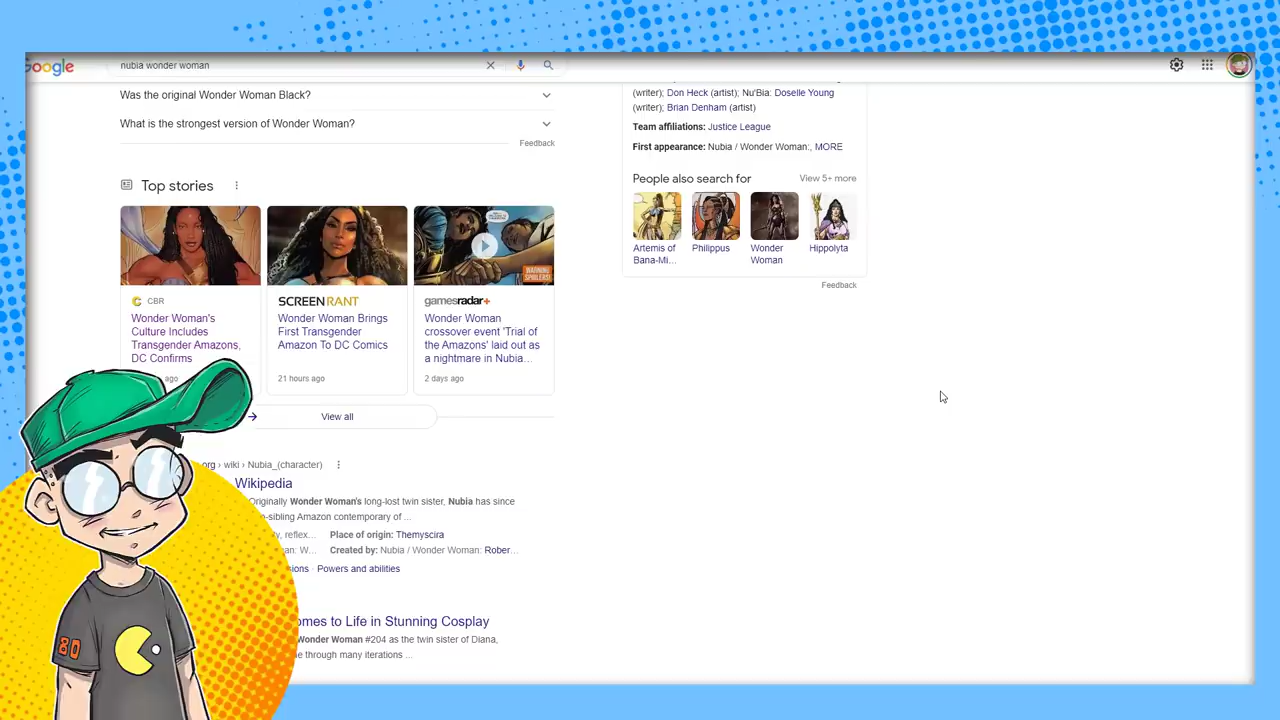 Google
nubia wonder woman
Was the original Wonder Woman Black?
What is the strongest version of Wonder Woman?
Feedback
Top stories
CBR
Wonder Woman's
Culture Includes
Transgender Amazons,
DC Confirms
ago
SCREENRANT
Wonder Woman Brings
First Transgender
Amazon To DC Comics
21 hours ago
WARNING
SPOILERS!
gamesradar+
Wonder Woman
crossover event 'Trial of
the Amazons' laid out as
a nightmare in Nubia...
2 days ago
View all
org › wiki › Nubia_(character)
Wikipedia
Originally Wonder Woman's long-lost twin sister, Nubia has since
-sibling Amazon contemporary of ...
y, reflex... Place of origin: Themyscira
an: W... Created by: Nubia / Wonder Woman: Rober...
sions · Powers and abilities
omes to Life in Stunning Cosplay
Wonder Woman #204 as the twin sister of Diana,
e through many iterations ...
(writer); Don Heck (artist); Nu'Bia: Doselle Young
(writer); Brian Denham (artist)
Team affiliations: Justice League
First appearance: Nubia / Wonder Woman:, MORE
People also search for
View 5+ more
Artemis of
Bana-Mi...
Philippus
Wonder
Woman
Hippolyta
Feedback
80